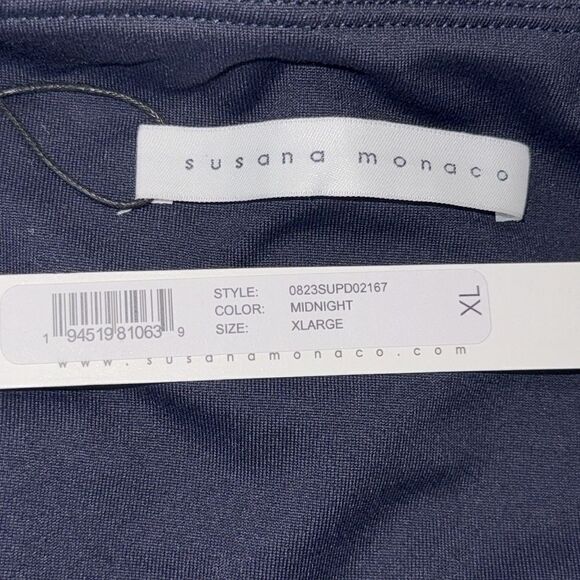 susana monaco
STYLE: 0823SUPD02167
COLOR: MIDNIGHT
SIZE: XLARGE
XL
1 94519 81063 9
www.susanamonaco.com